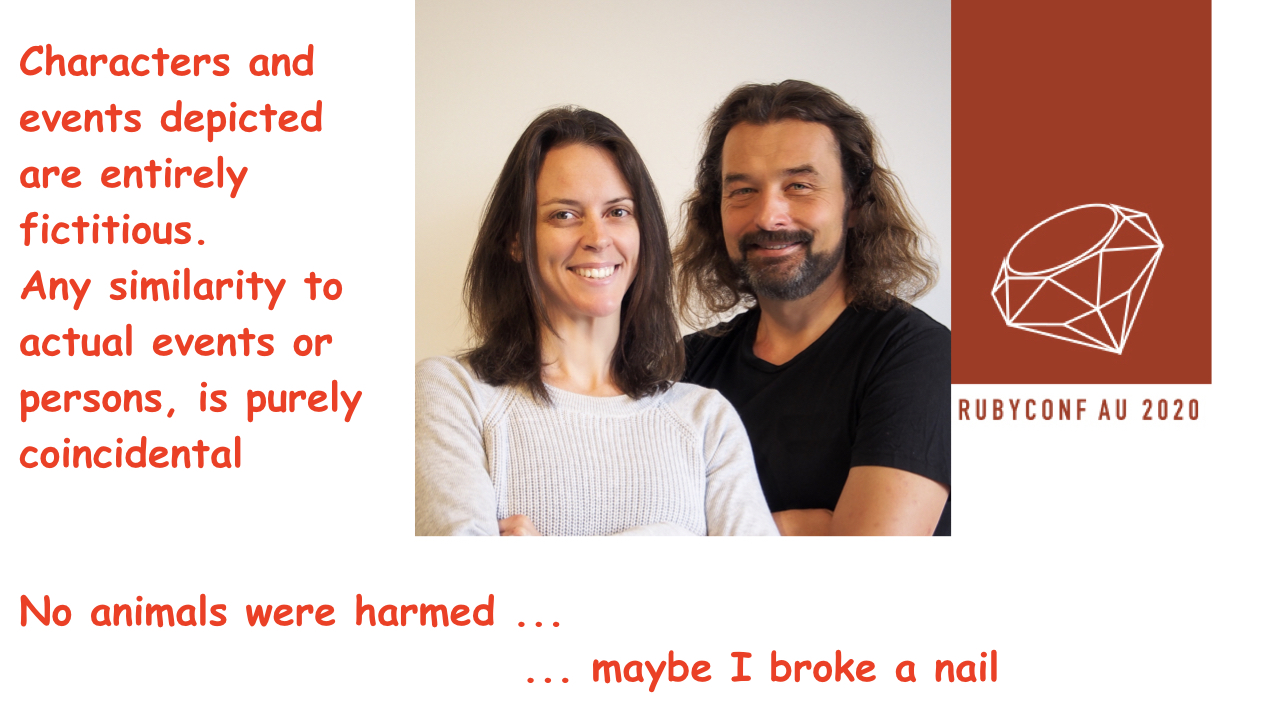 Characters and
events depicted
are entirely
fictitious.
Any similarity to
actual events or
persons, is purely
coincidental
RUBYCONF AU 2020
No animals were harmed ...
... maybe I broke a nail